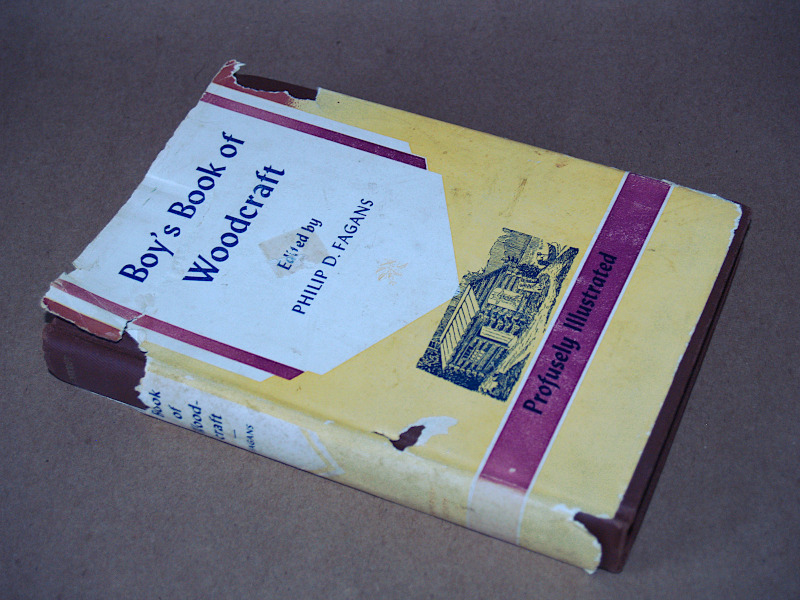 Boy's Book of
Woodcraft
Edited by
PHILIP D. FAGANS
Profusely Illustrated
Book
of
Wood-
craft
FAGANS